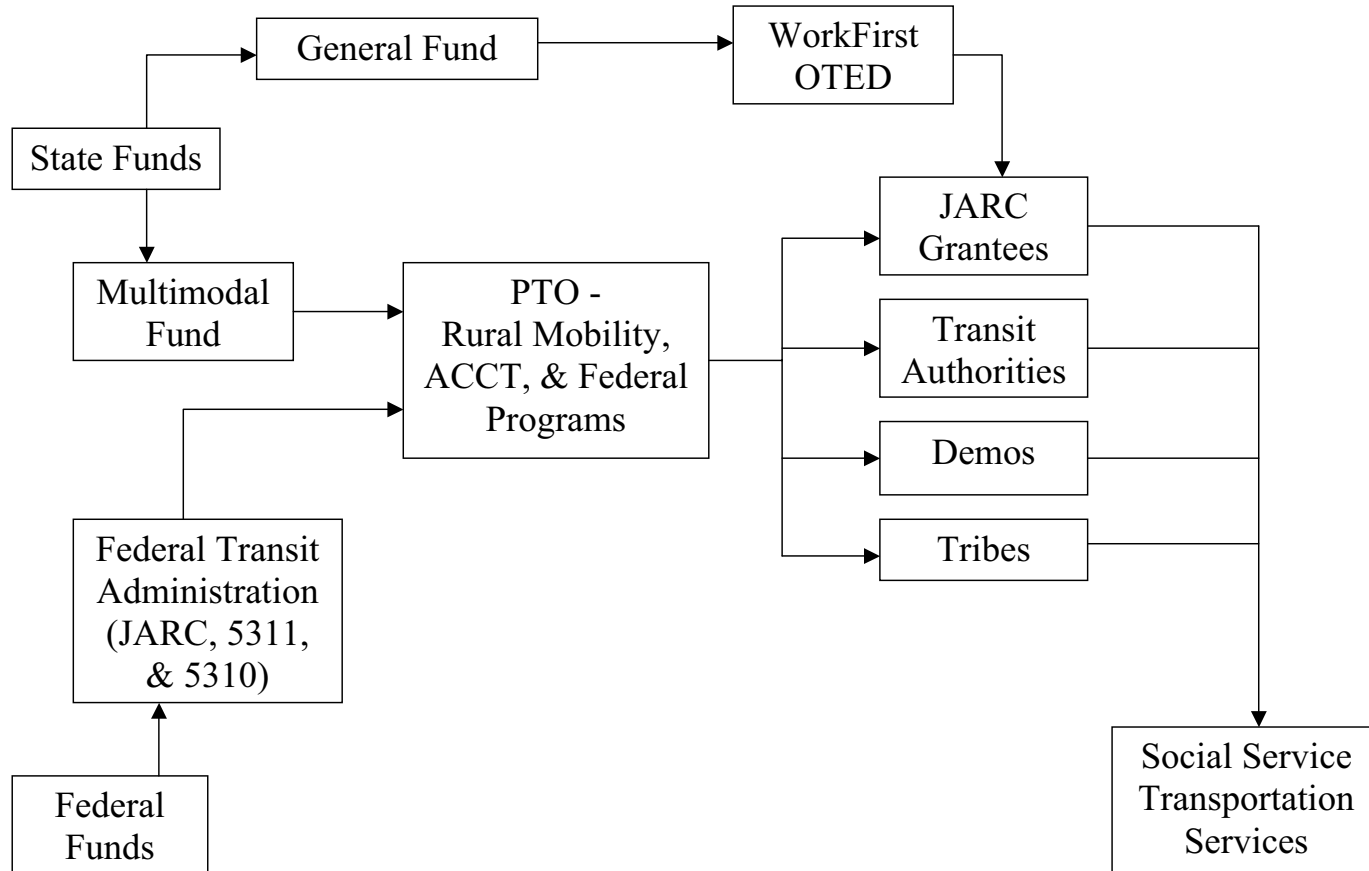 General Fund
WorkFirst
OTED
State Funds
JARC
Grantees
Multimodal
Fund
PTO -
Rural Mobility,
ACCT, & Federal
Programs
Transit
Authorities
Demos
Tribes
Federal Transit
Administration
(JARC, 5311,
& 5310)
Federal
Funds
Social Service
Transportation
Services